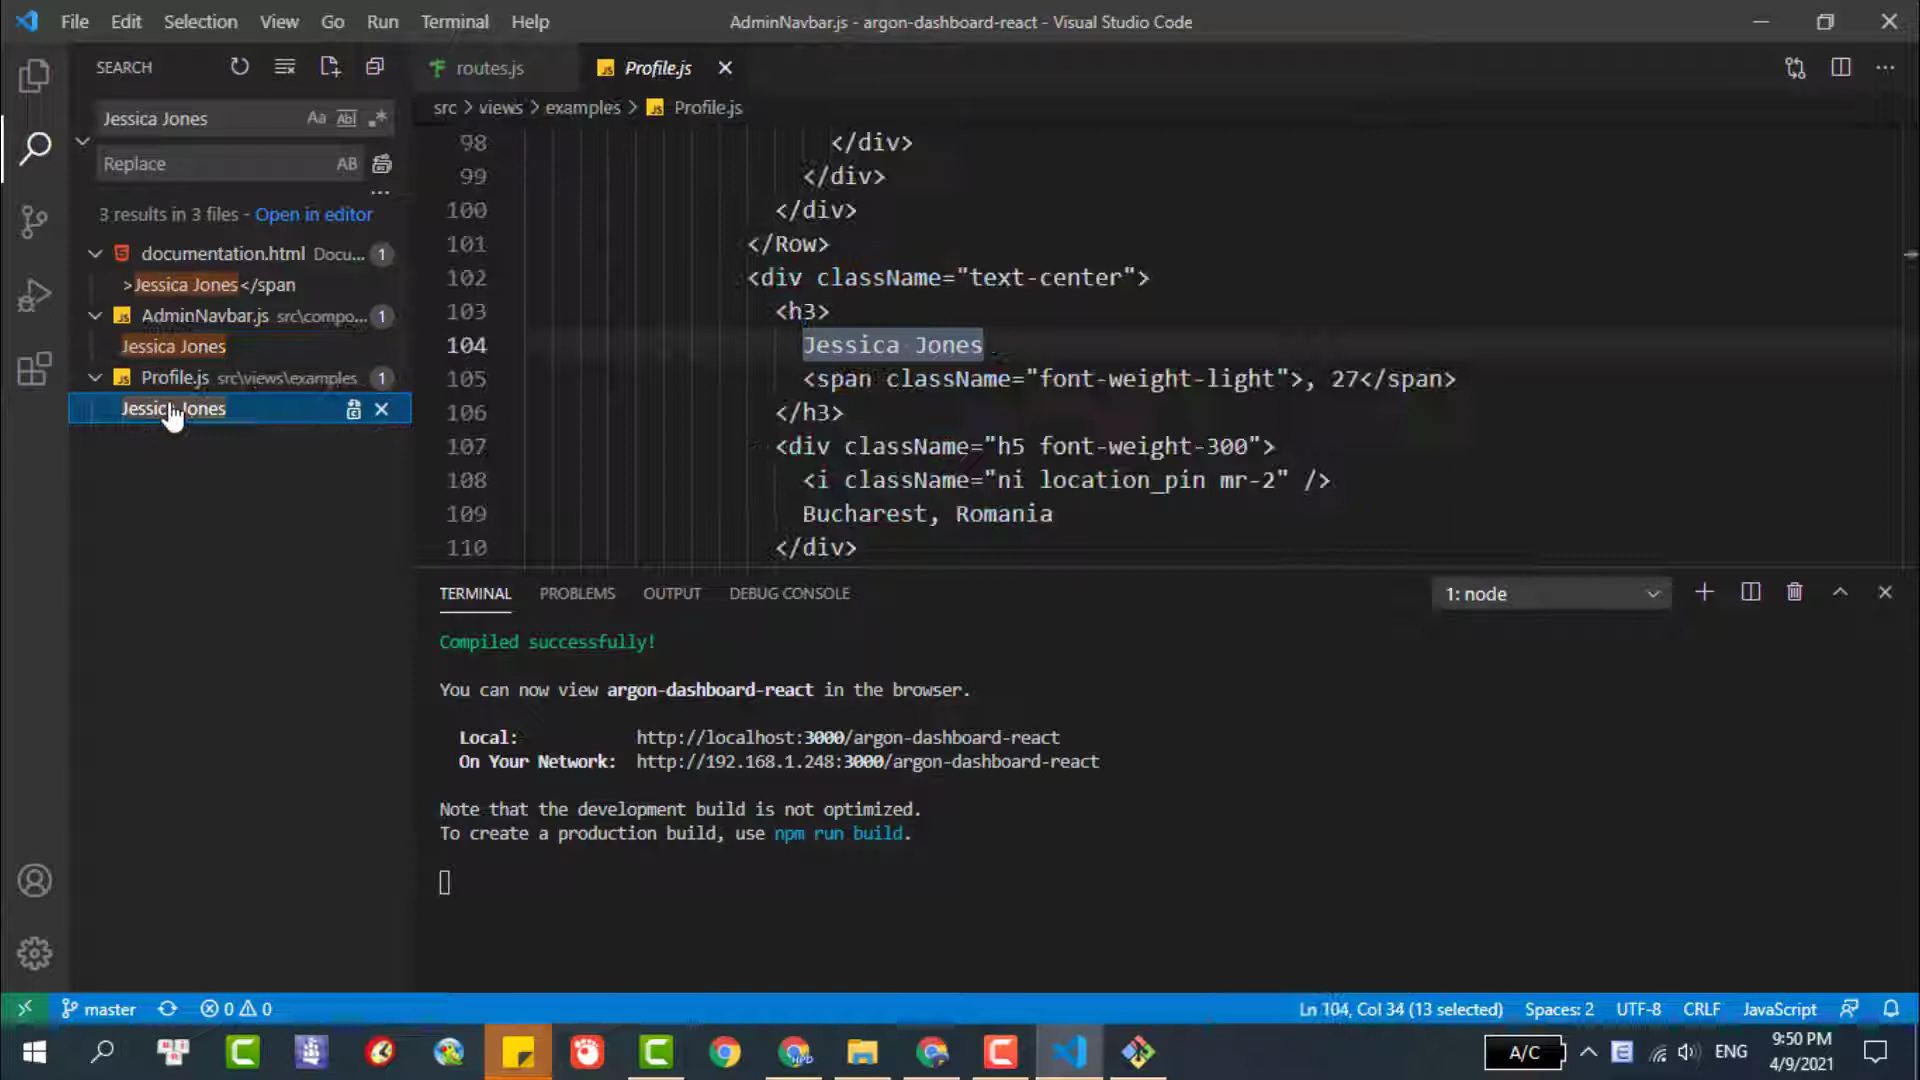 File Edit Selection View Go Run Terminal Help
AdminNavbar.js - argon-dashboard-react - Visual Studio Code
SEARCH
routes.js
Profile.js
Jessica Jones
Aa Abl .*
src > views > examples > Profile.js
Replace
AB
3 results in 3 files - Open in editor
documentation.html Docu... 1
>Jessica Jones</span
AdminNavbar.js src\compo... 1
Jessica Jones
Profile.js src\views\examples 1
Jessica Jones
98 </div>
99 </div>
100 </div>
101 </Row>
102 <div className="text-center">
103 <h3>
104 Jessica Jones
105 <span className="font-weight-light">, 27</span>
106 </h3>
107 <div className="h5 font-weight-300">
108 <i className="ni location_pin mr-2" />
109 Bucharest, Romania
110 </div>
TERMINAL PROBLEMS OUTPUT DEBUG CONSOLE
1: node
Compiled successfully!
You can now view argon-dashboard-react in the browser.
Local: http://localhost:3000/argon-dashboard-react
On Your Network: http://192.168.1.248:3000/argon-dashboard-react
Note that the development build is not optimized.
To create a production build, use npm run build.
master
0 0
Ln 104, Col 34 (13 selected)
Spaces: 2
UTF-8
CRLF
JavaScript
A/C
ENG
9:50 PM
4/9/2021